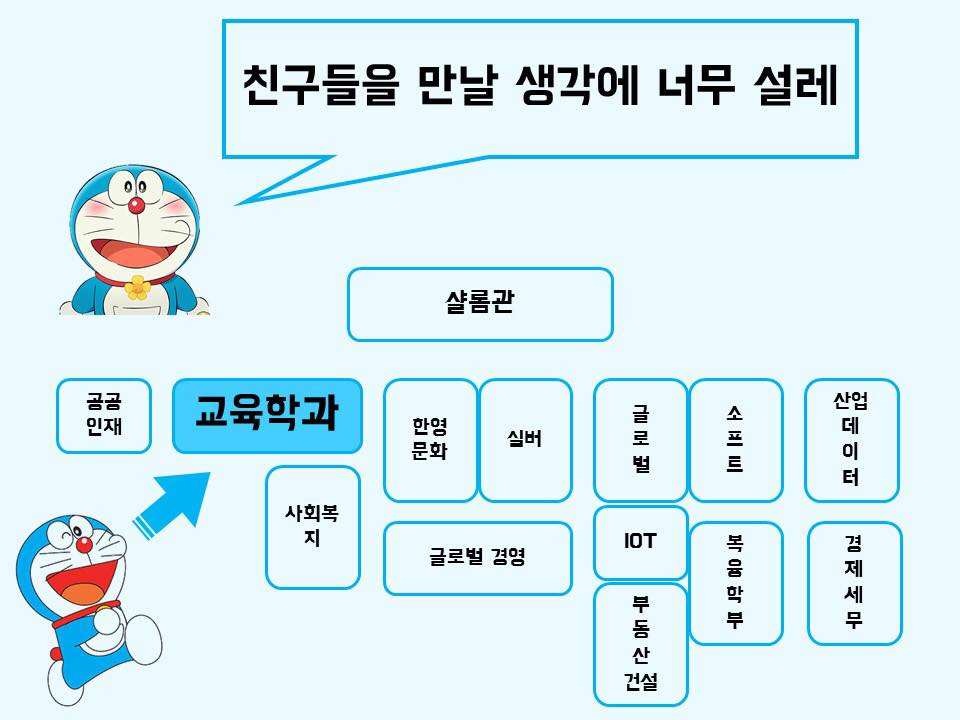 친구들을 만날 생각에 너무 설레
샬롬관
공공
인재
교육학과
한영
문화
실버
글
로
벌
소
프
트
산업
데
이
터
사회복
지
글로벌 경영
IOT
복
융
학
부
경
제
세
무
부
동
산
건설